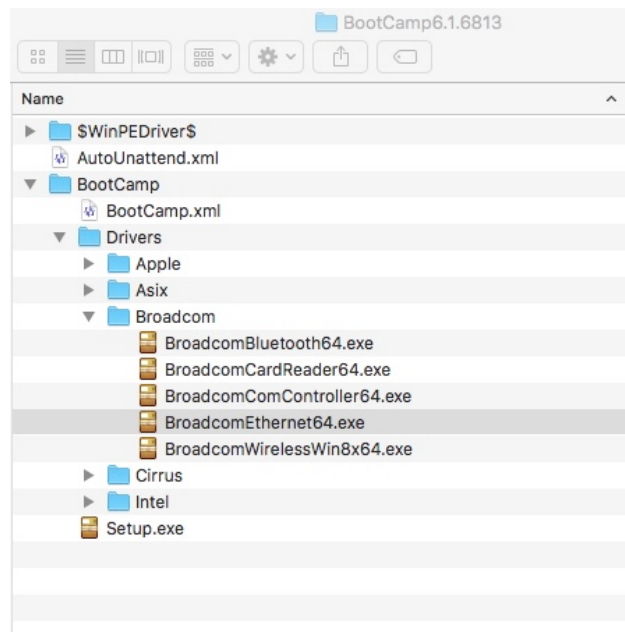 BootCamp6.1.6813
Name
$WinPEDriver$
AutoUnattend.xml
BootCamp
BootCamp.xml
Drivers
Apple
Asix
Broadcom
BroadcomBluetooth64.exe
BroadcomCardReader64.exe
BroadcomComController64.exe
BroadcomEthernet64.exe
BroadcomWirelessWin8x64.exe
Cirrus
Intel
Setup.exe